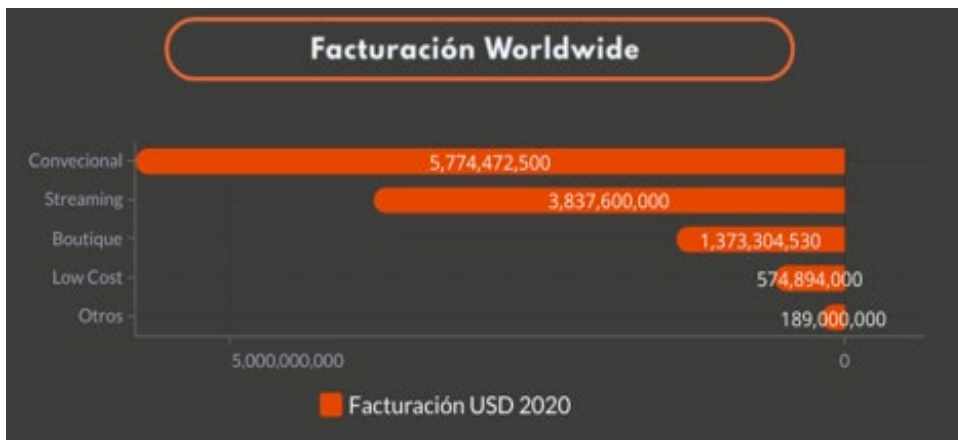 Facturación Worldwide
Convecional 5,774,472,500
Streaming 3,837,600,000
Boutique 1,373,304,530
Low Cost 574,894,000
Otros 189,000,000
5,000,000,000 0
Facturación USD 2020